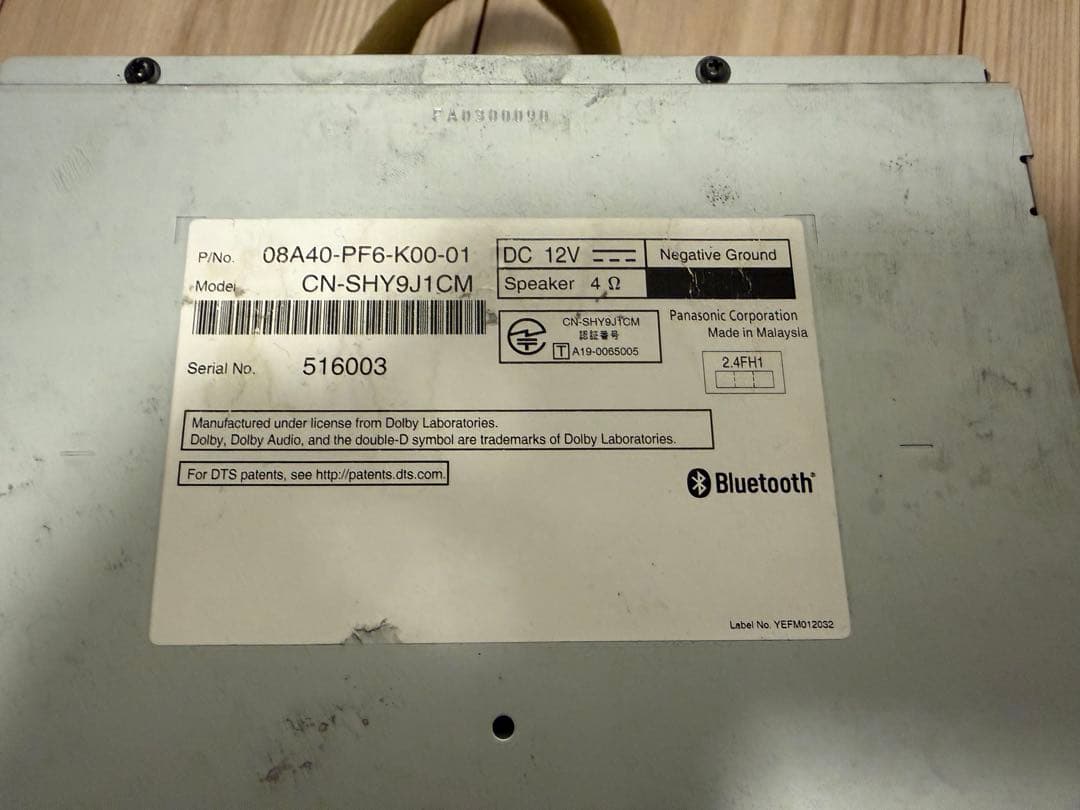 P/No. 08A40-PF6-K00-01
Model CN-SHY9J1CM
DC 12V
Negative Ground
Speaker 4 Ω
CN-SHY9J1CM
認証番号
T A19-0065005
Panasonic Corporation
Made in Malaysia
2.4FH1
Serial No. 516003
Manufactured under license from Dolby Laboratories.
Dolby, Dolby Audio, and the double-D symbol are trademarks of Dolby Laboratories.
For DTS patents, see http://patents.dts.com.
Bluetooth®
Label No. YEFM012032